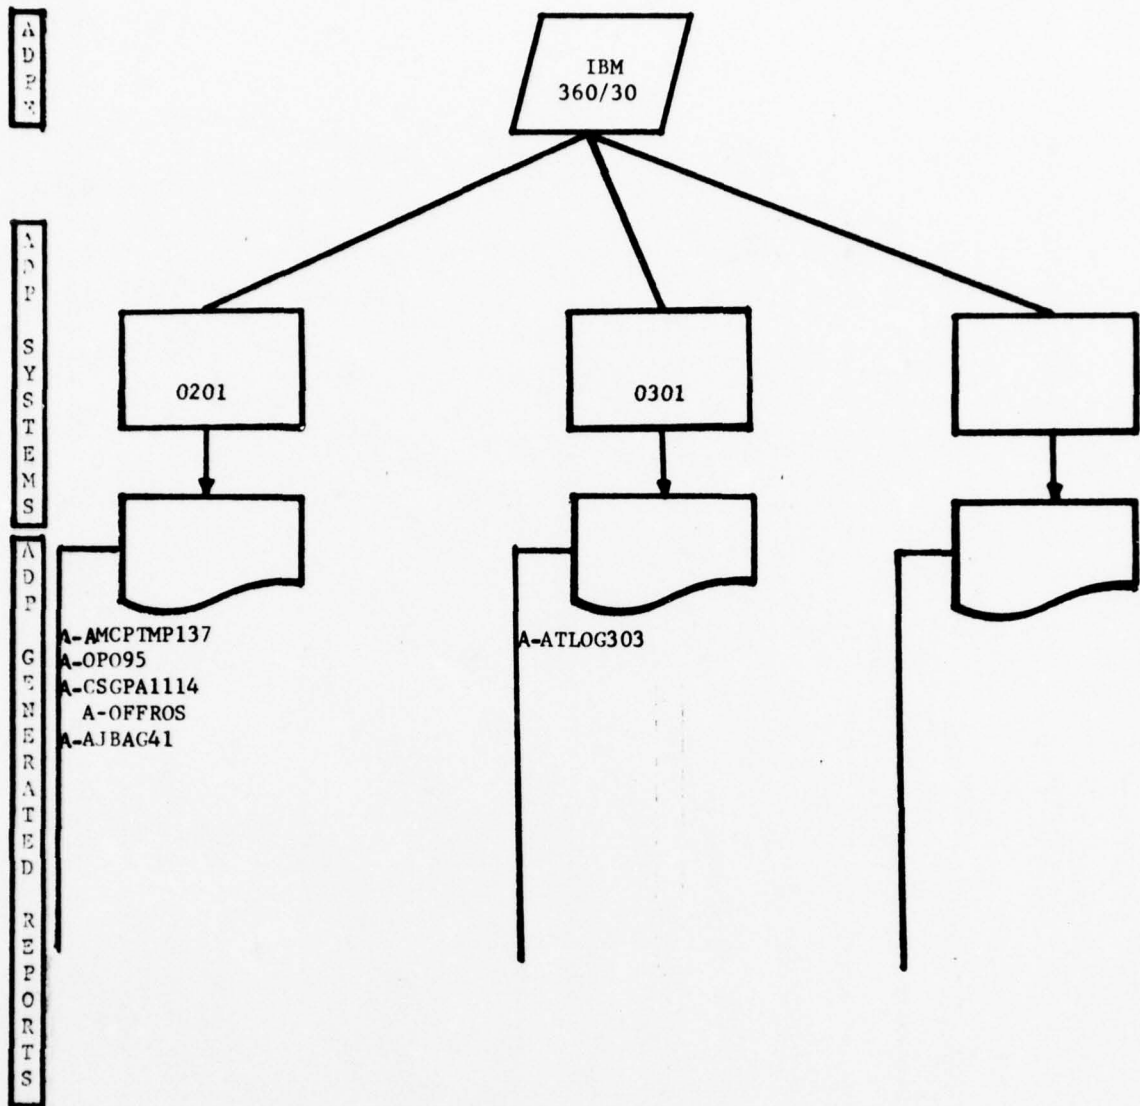 ADPE
IBM
360/30
ADP SYSTEMS
0201
0301
ADP GENERATED REPORTS
A-AMCPTMP137
A-OPO95
A-CSGPA1114
A-OFFROS
A-AJBAG41
A-ATLOG303